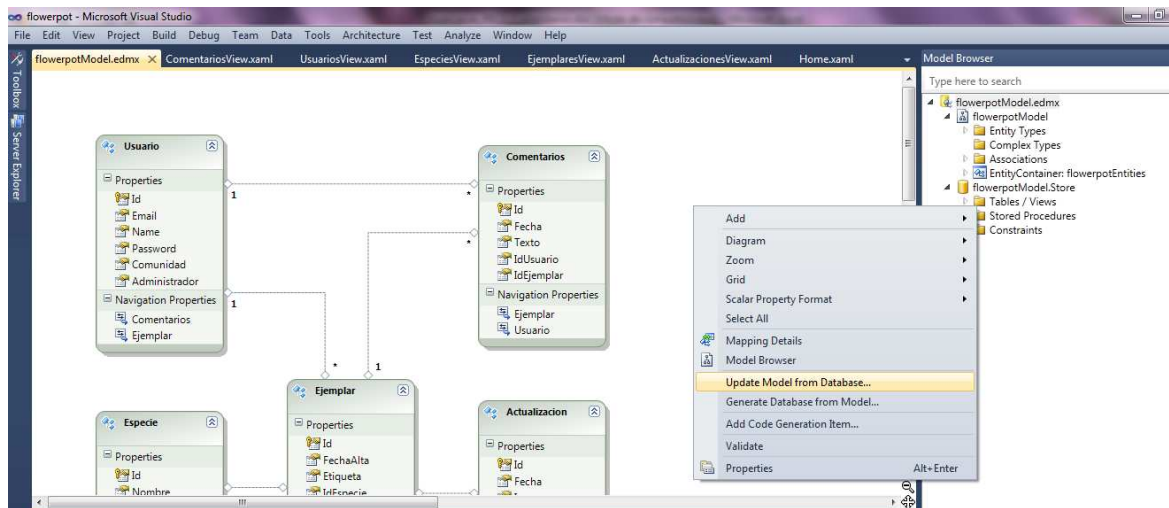 flowerpot - Microsoft Visual Studio
File Edit View Project Build Debug Team Data Tools Architecture Test Analyze Window Help
flowerpotModel.edmx ComentariosView.xaml UsuariosView.xaml EspeciesView.xaml EjemplaresView.xaml ActualizacionesView.xaml Home.xaml
Toolbox
Server Explorer
Usuario
Properties
Id
Email
Name
Password
Comunidad
Administrador
Navigation Properties
Comentarios
Ejemplar
1
*
1
*
*
1
Comentarios
Properties
Id
Fecha
Texto
IdUsuario
IdEjemplar
Navigation Properties
Ejemplar
Usuario
Especie
Properties
Id
Nombre
Ejemplar
Properties
Id
FechaAlta
Etiqueta
IdEspecie
Actualizacion
Properties
Id
Fecha
Add
Diagram
Zoom
Grid
Scalar Property Format
Select All
Mapping Details
Model Browser
Update Model from Database...
Generate Database from Model...
Add Code Generation Item...
Validate
Properties Alt+Enter
Model Browser
Type here to search
flowerpotModel.edmx
flowerpotModel
Entity Types
Complex Types
Associations
EntityContainer: flowerpotEntities
flowerpotModel.Store
Tables / Views
Stored Procedures
Constraints